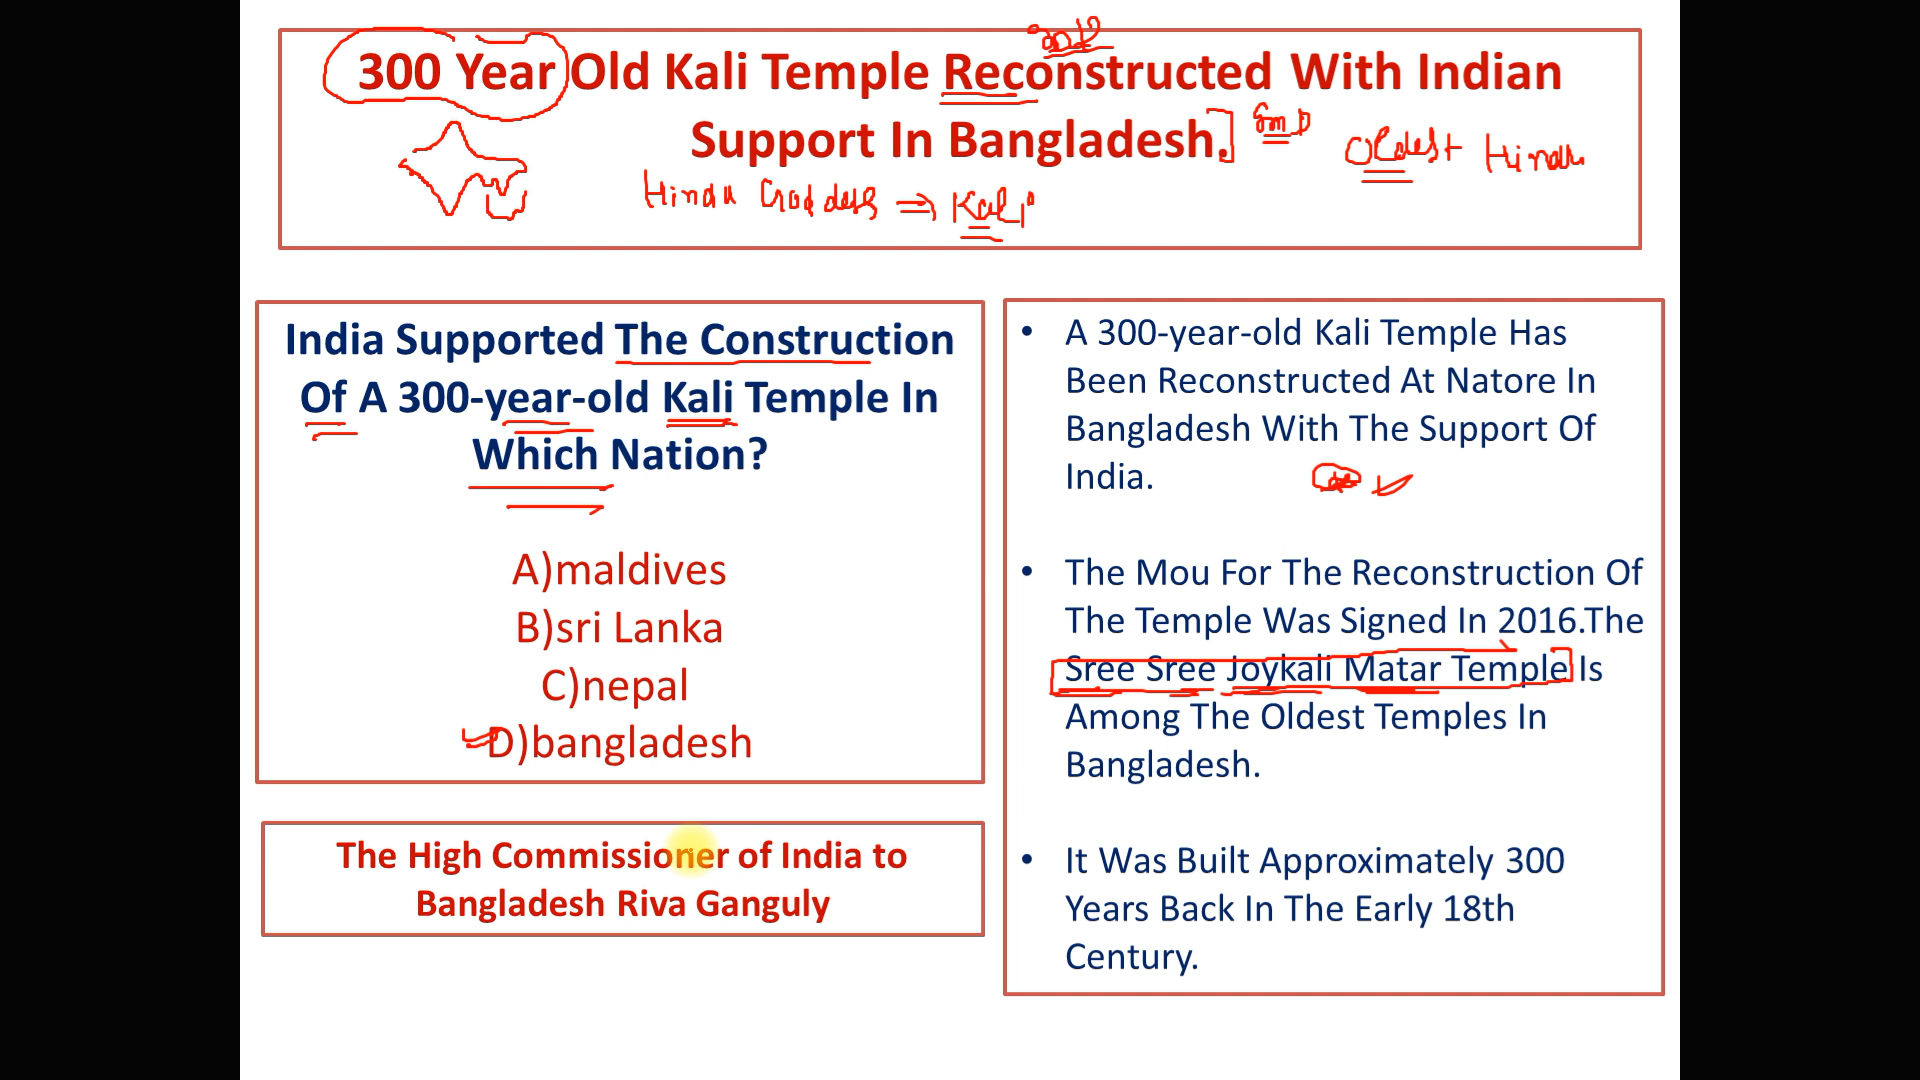 300 Year Old Kali Temple Reconstructed With Indian
Support In Bangladesh.
Oldest Hindu
Hindu Goddess ⇒ Kali
India Supported The Construction
Of A 300-year-old Kali Temple In
Which Nation?
A)maldives
B)sri Lanka
C)nepal
D)bangladesh
The High Commissioner of India to
Bangladesh Riva Ganguly
• A 300-year-old Kali Temple Has
Been Reconstructed At Natore In
Bangladesh With The Support Of
India.
• The Mou For The Reconstruction Of
The Temple Was Signed In 2016.The
Sree Sree Joykali Matar Temple Is
Among The Oldest Temples In
Bangladesh.
• It Was Built Approximately 300
Years Back In The Early 18th
Century.